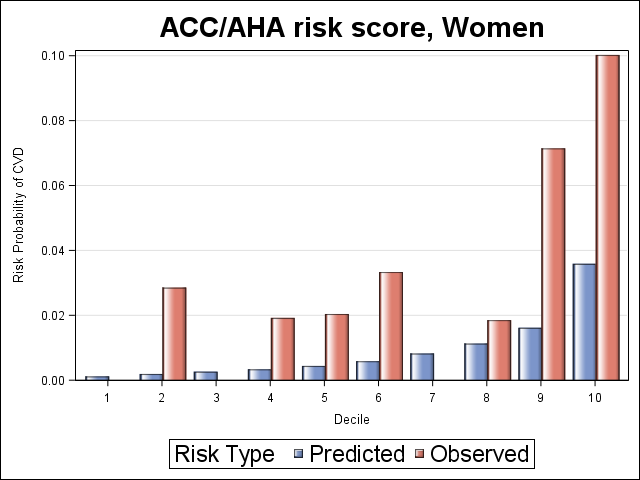 ACC/AHA risk score, Women
Risk Probability of CVD
0.10
0.08
0.06
0.04
0.02
0.00
1 2 3 4 5 6 7 8 9 10
Decile
Risk Type Predicted Observed